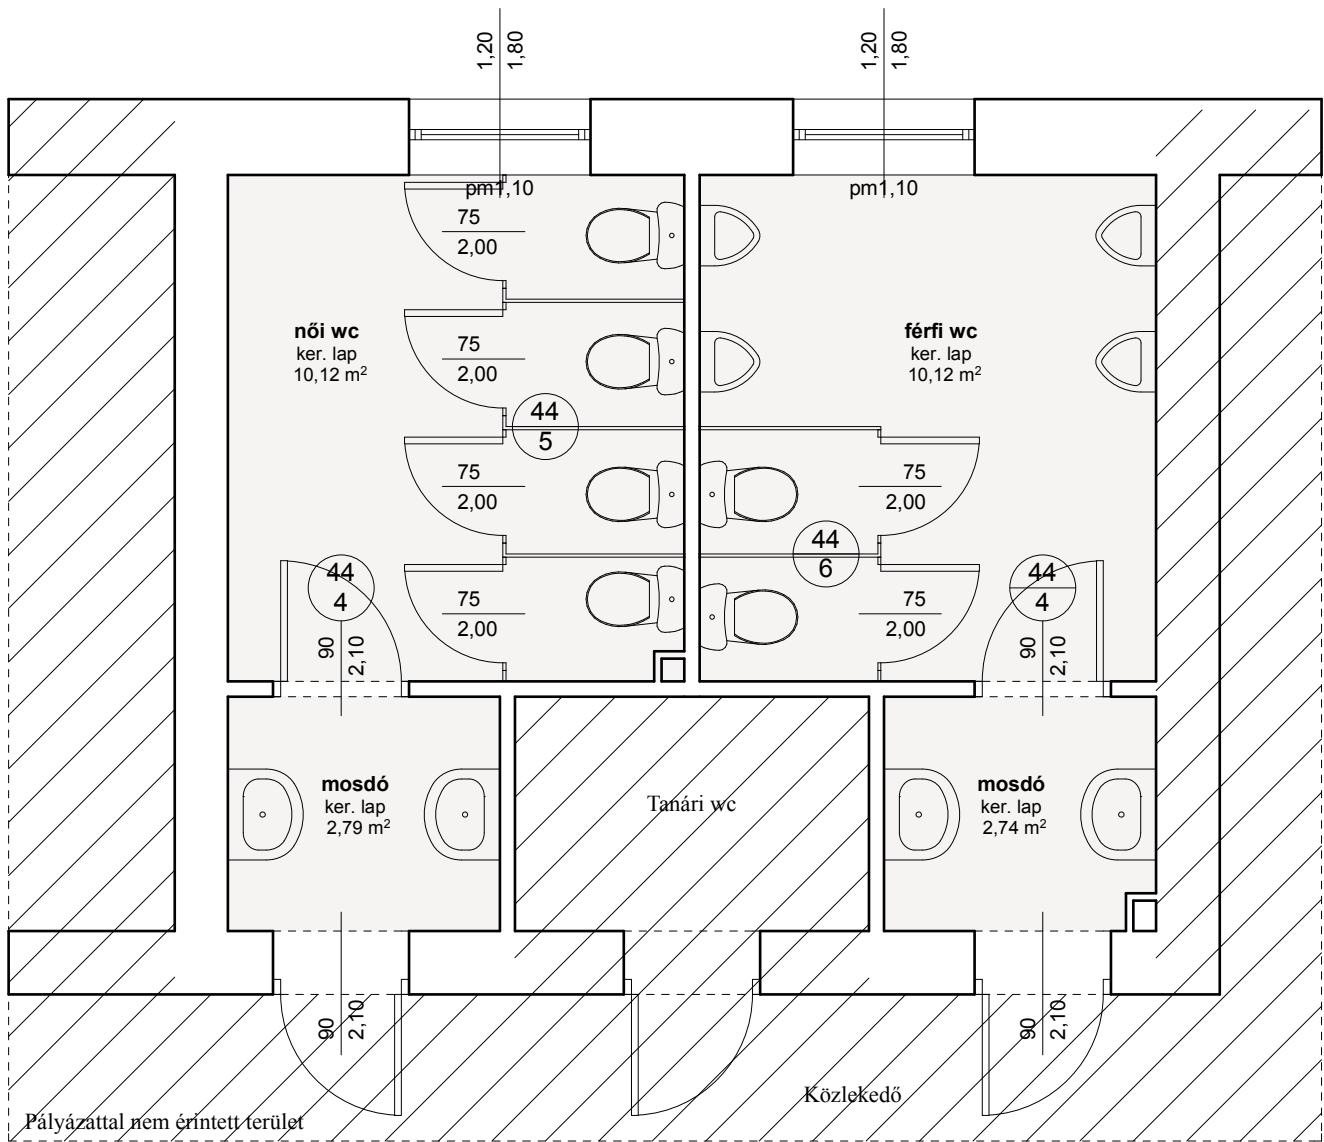 1,20
1,80
1,20
1,80
pm1,10
pm1,10
75
2,00
női wc
ker. lap
10,12 m²
75
2,00
férfi wc
ker. lap
10,12 m²
44
5
75
2,00
75
2,00
44
6
44
4
44
4
75
2,00
75
2,00
90
2,10
90
2,10
mosdó
ker. lap
2,79 m²
Tanári wc
mosdó
ker. lap
2,74 m²
90
2,10
90
2,10
Közlekedő
Pályázattal nem érintett terület